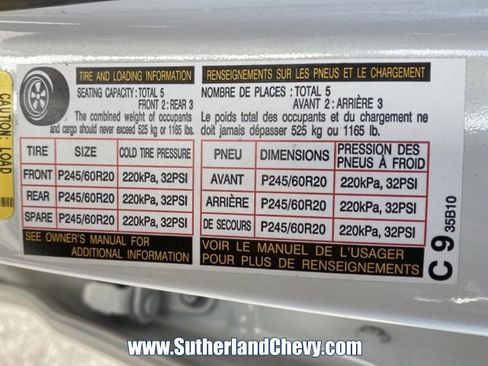 CAUTION: LOAD
TIRE AND LOADING INFORMATION
SEATING CAPACITY: TOTAL 5
FRONT 2 : REAR 3
The combined weight of occupants
and cargo should never exceed 525 kg or 1165 lb.
TIRE SIZE COLD TIRE PRESSURE
FRONT P245/60R20 220kPa, 32PSI
REAR P245/60R20 220kPa, 32PSI
SPARE P245/60R20 220kPa, 32PSI
SEE OWNER'S MANUAL FOR
ADDITIONAL INFORMATION
RENSEIGNEMENTS SUR LES PNEUS ET LE CHARGEMENT
NOMBRE DE PLACES : TOTAL 5
AVANT 2 : ARRIÈRE 3
Le poids total des occupants et du chargement ne
doit jamais dépasser 525 kg ou 1165 lb.
PNEU DIMENSIONS PRESSION DES
PNEUS À FROID
AVANT P245/60R20 220kPa, 32PSI
ARRIÈRE P245/60R20 220kPa, 32PSI
DE SECOURS P245/60R20 220kPa, 32PSI
VOIR LE MANUEL DE L'USAGER
POUR PLUS DE RENSEIGNEMENTS
C 9 35B10
www.SutherlandChevy.com